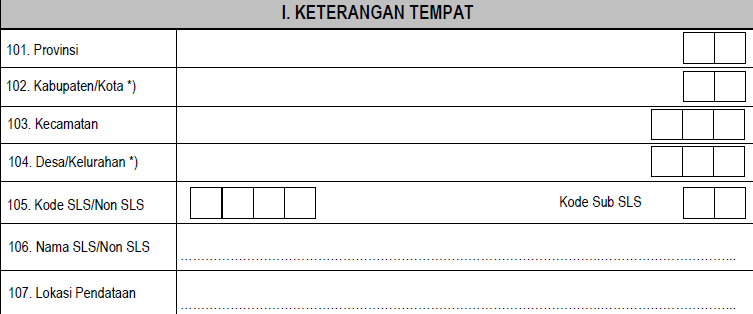 I. KETERANGAN TEMPAT
101. Provinsi
102. Kabupaten/Kota *)
103. Kecamatan
104. Desa/Kelurahan *)
105. Kode SLS/Non SLS Kode Sub SLS
106. Nama SLS/Non SLS
107. Lokasi Pendataan